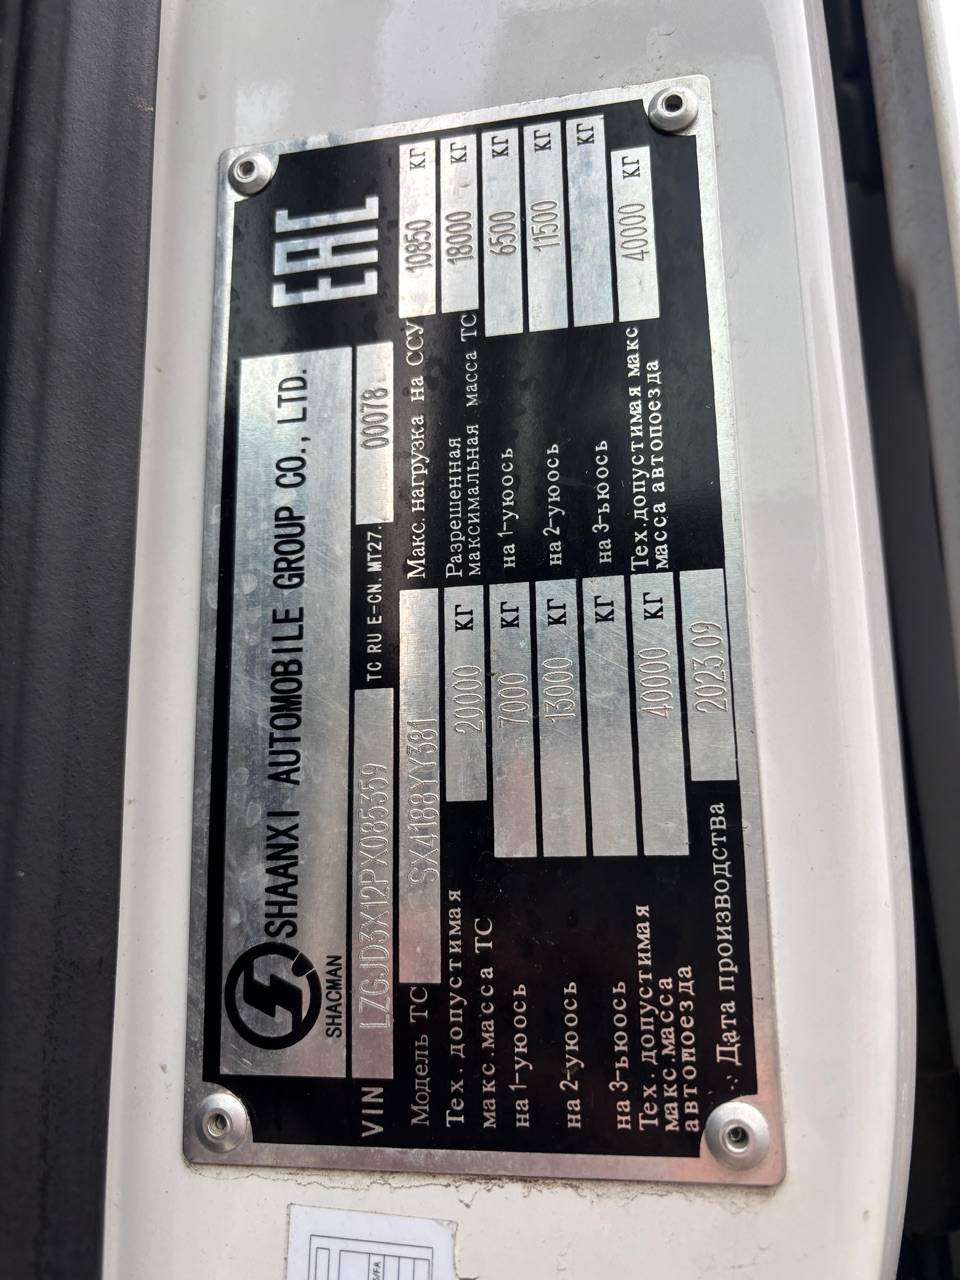 SHACMAN
SHAANXI AUTOMOBILE GROUP CO., LTD.
EAC
VIN LZGJD3X12PX085359 TC RU E-CN. MT27. 00078
Модель ТС SX4188YY381 Макс. нагрузка на ССУ 10850 КГ
Тех. допустимая макс.масса ТС 20000 КГ Разрешенная максимальная масса ТС 18000 КГ
на 1-уюось 7000 КГ на 1-уюось 6500 КГ
на 2-уюось 13000 КГ на 2-уюось 11500 КГ
на 3-ъюось КГ на 3-ъюось КГ
Тех.допустимая макс.масса автопоезда 40000 КГ Тех.допустимая макс масса автопоезда 40000 КГ
Дата производства 2023.09